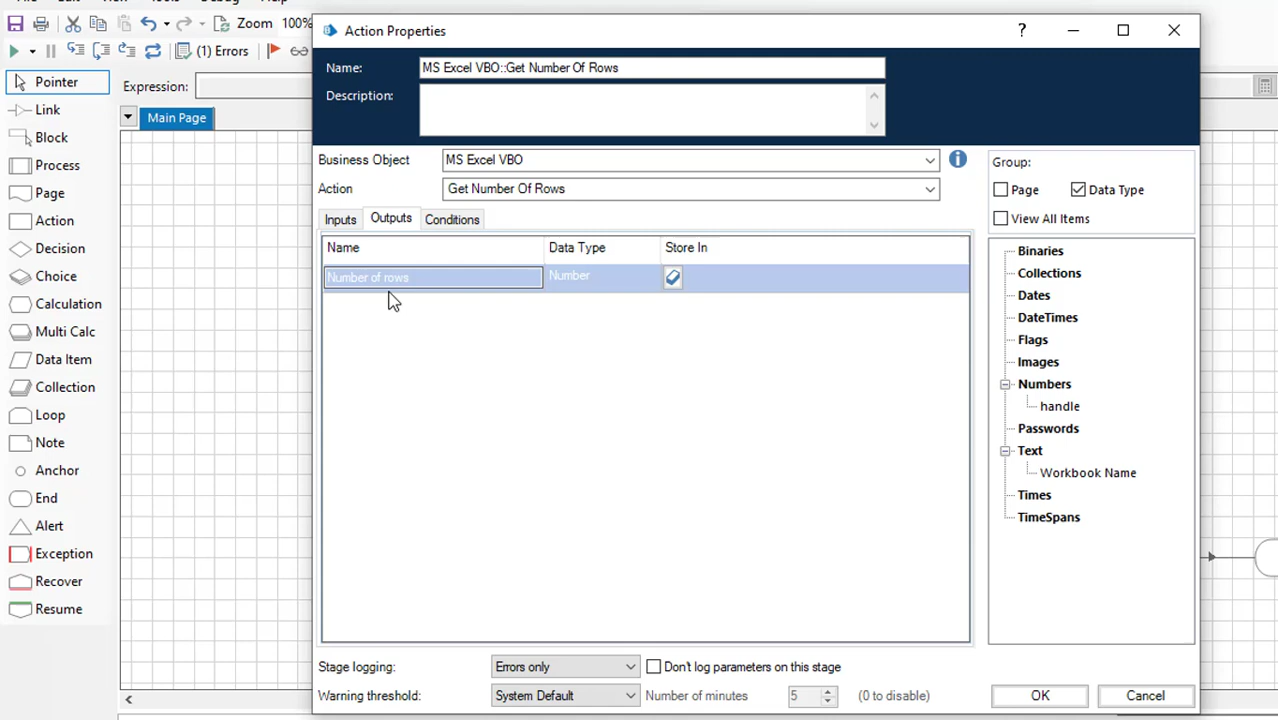 Action Properties
?
Zoom 100%
(1) Errors
Name: MS Excel VBO::Get Number Of Rows
Pointer
Expression:
Description:
Link
Main Page
Block
Business Object MS Excel VBO
Group:
Process
Action Get Number Of Rows
Page Data Type
Page
View All Items
Inputs Outputs Conditions
Action
Name Data Type Store In
Number of rows Number
Decision
Choice
Calculation
Multi Calc
Data Item
Collection
Loop
Note
Anchor
End
Alert
Exception
Recover
Resume
Binaries
Collections
Dates
DateTimes
Flags
Images
Numbers
handle
Passwords
Text
Workbook Name
Times
TimeSpans
Stage logging: Errors only Don't log parameters on this stage
Warning threshold: System Default Number of minutes 5 (0 to disable)
OK Cancel